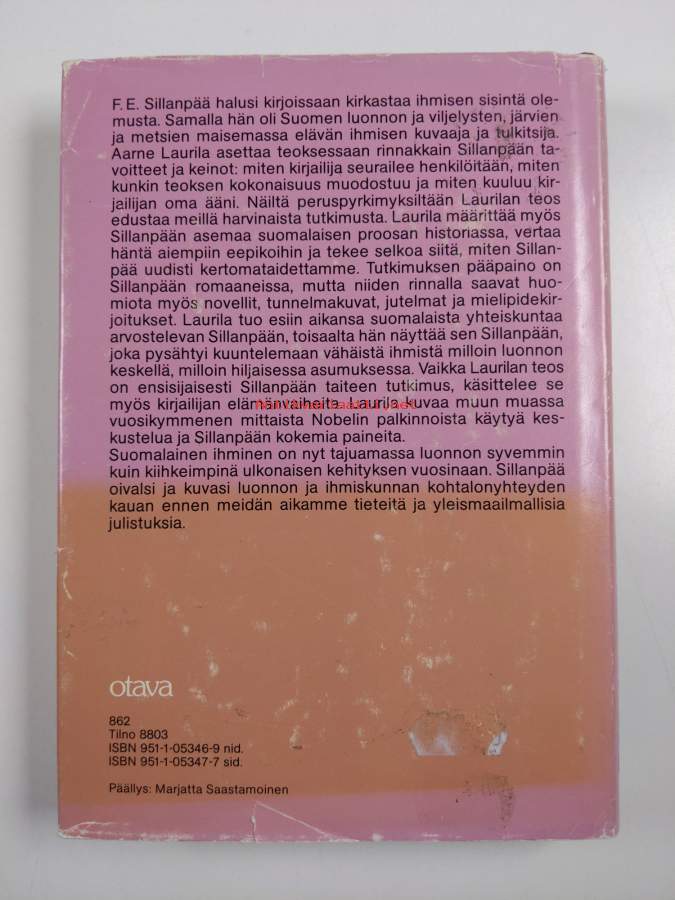 F. E. Sillanpää halusi kirjoissaan kirkastaa ihmisen sisintä ole-
musta. Samalla hän oli Suomen luonnon ja viljelysten, järvien
ja metsien maisemassa elävän ihmisen kuvaaja ja tulkitsija.
Aarne Laurila asettaa teoksessaan rinnakkain Sillanpään ta-
voitteet ja keinot: miten kirjailija seurailee henkilöitään, miten
kunkin teoksen kokonaisuus muodostuu ja miten kuuluu kir-
jailijan oma ääni. Näiltä peruspyrkimyksiltään Laurilan teos
edustaa meillä harvinaista tutkimusta. Laurila määrittää myös
Sillanpään asemaa suomalaisen proosan historiassa, vertaa
häntä aiempiin eepikoihin ja tekee selkoa siitä, miten Sillan-
pää uudisti kertomataidettamme. Tutkimuksen pääpaino on
Sillanpään romaaneissa, mutta niiden rinnalla saavat huo-
miota myös novellit, tunnelmakuvat, jutelmat ja mielipidekir-
joitukset. Laurila tuo esiin aikansa suomalaista yhteiskuntaa
arvostelevan Sillanpään, toisaalta hän näyttää sen Sillanpään,
joka pysähtyi kuuntelemaan vähäistä ihmistä milloin luonnon
keskellä, milloin hiljaisessa asumuksessa. Vaikka Laurilan teos
on ensisijaisesti Sillanpään taiteen tutkimus, käsittelee se
myös kirjailijan elämänvaiheita. Laurila kuvaa muun muassa
vuosikymmenen mittaista Nobelin palkinnoista käytyä kes-
kustelua ja Sillanpään kokemia paineita.
Suomalainen ihminen on nyt tajuamassa luonnon syvemmin
kuin kiihkeimpinä ulkonaisen kehityksen vuosinaan. Sillanpää
oivalsi ja kuvasi luonnon ja ihmiskunnan kohtalonyhteyden
kauan ennen meidän aikamme tieteitä ja yleismaailmallisia
julistuksia.
otava
862
Tilno 8803
ISBN 951-1-05346-9 nid.
ISBN 951-1-05347-7 sid.
Päällys: Marjatta Saastamoinen